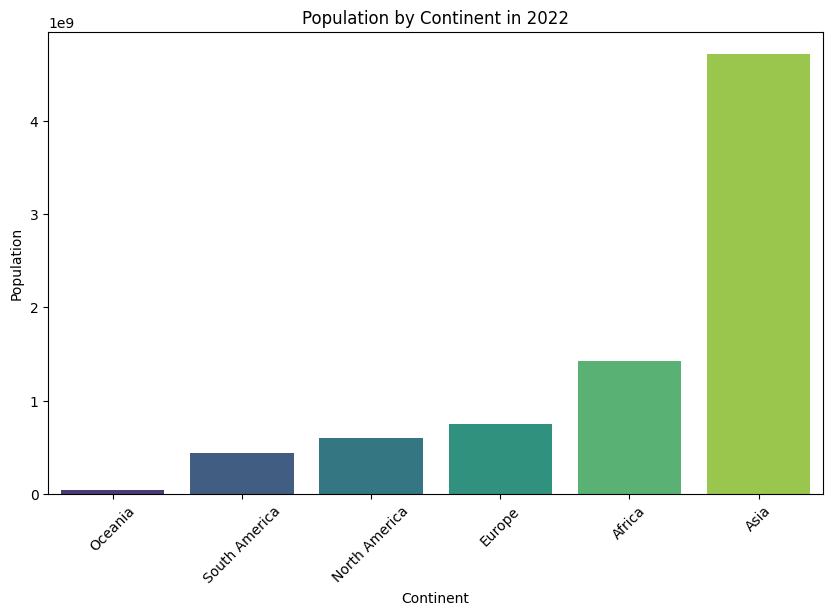 Population by Continent in 2022
1e9
Population
4
3
2
1
0
Oceania
South America
North America
Europe
Africa
Asia
Continent